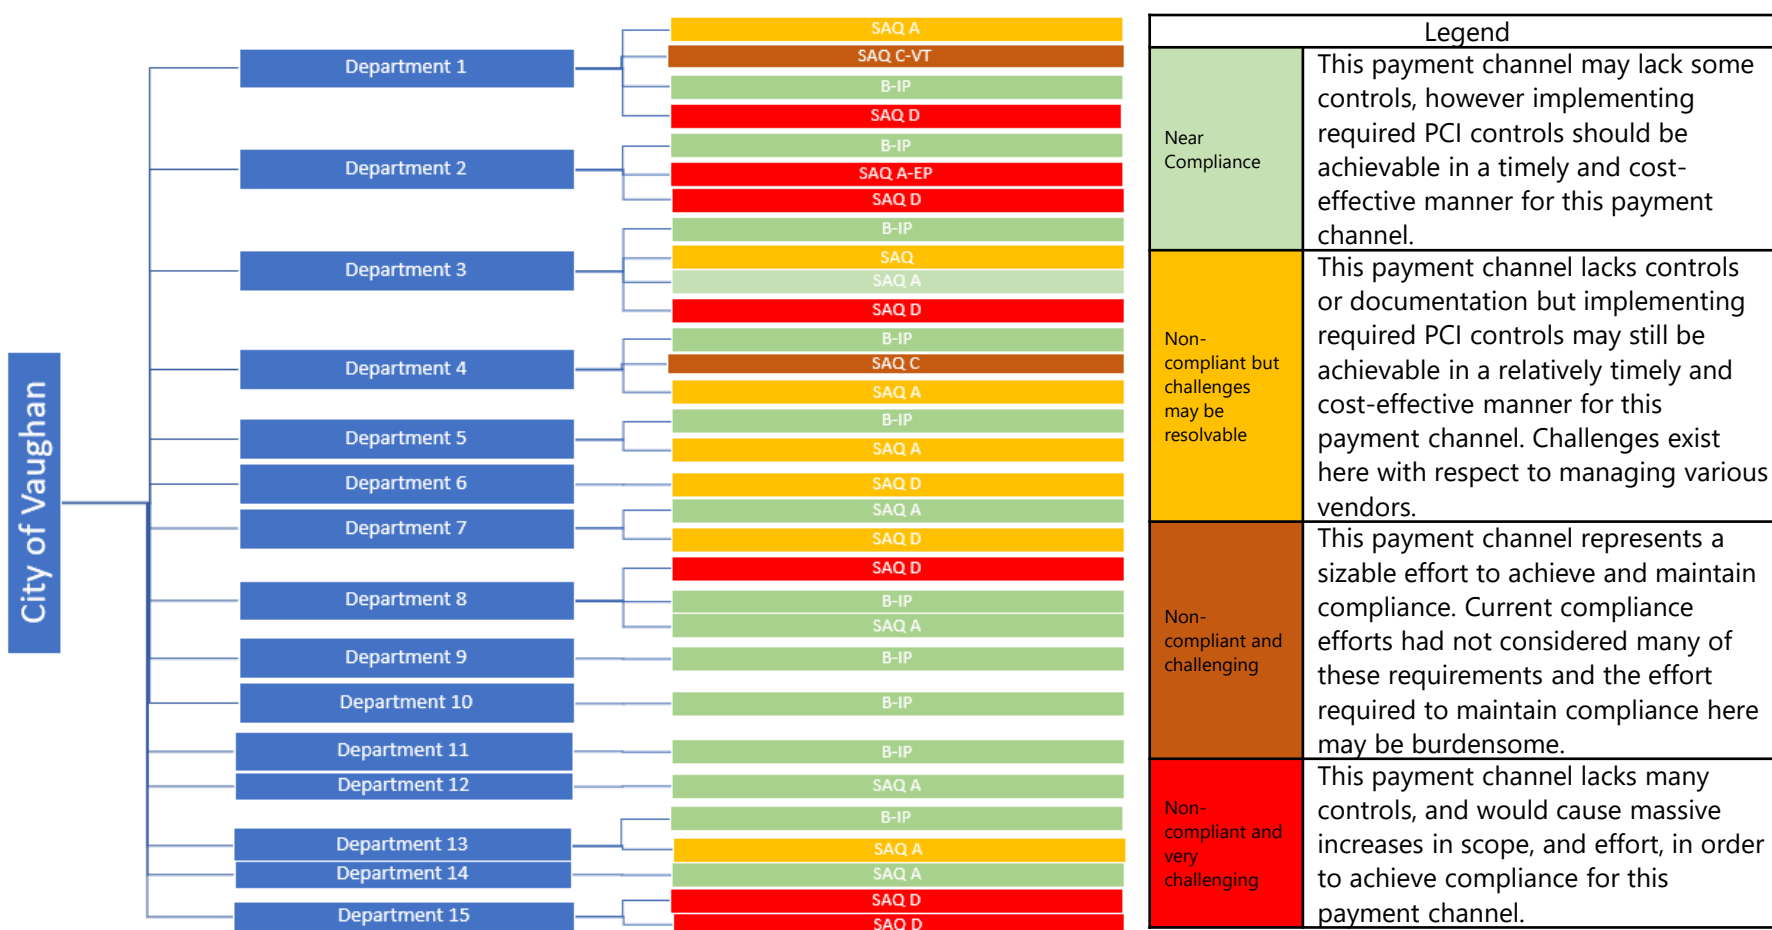 City of Vaughan
Department 1
SAQ A
SAQ C-VT
B-IP
SAQ D
Department 2
B-IP
SAQ A-EP
SAQ D
Department 3
B-IP
SAQ
SAQ A
SAQ D
Department 4
B-IP
SAQ C
SAQ A
Department 5
B-IP
SAQ A
Department 6
SAQ D
Department 7
SAQ A
SAQ D
Department 8
SAQ D
B-IP
SAQ A
Department 9
B-IP
Department 10
B-IP
Department 11
B-IP
Department 12
SAQ A
Department 13
B-IP
SAQ A
Department 14
SAQ A
Department 15
SAQ D
SAQ D
Legend
Near
Compliance
This payment channel may lack some
controls, however implementing
required PCI controls should be
achievable in a timely and cost-
effective manner for this payment
channel.
Non-
compliant but
challenges
may be
resolvable
This payment channel lacks controls
or documentation but implementing
required PCI controls may still be
achievable in a relatively timely and
cost-effective manner for this
payment channel. Challenges exist
here with respect to managing various
vendors.
Non-
compliant and
challenging
This payment channel represents a
sizable effort to achieve and maintain
compliance. Current compliance
efforts had not considered many of
these requirements and the effort
required to maintain compliance here
may be burdensome.
Non-
compliant and
very
challenging
This payment channel lacks many
controls, and would cause massive
increases in scope, and effort, in order
to achieve compliance for this
payment channel.